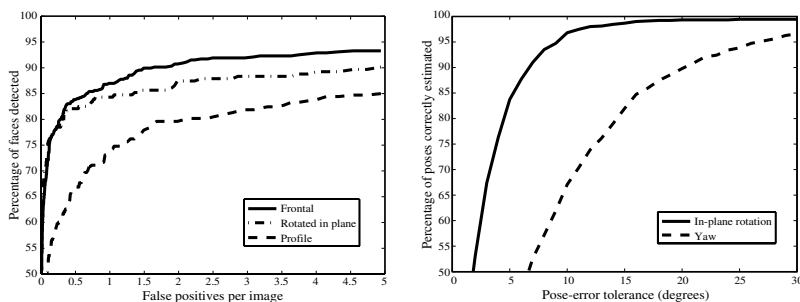 100
95
90
85
80
75
70
65
60
55
50
Percentage of faces detected
Frontal
Rotated in plane
Profile
0 0.5 1 1.5 2 2.5 3 3.5 4 4.5 5
False positives per image
100
95
90
85
80
75
70
65
60
55
50
Percentage of poses correctly estimated
In-plane rotation
Yaw
0 5 10 15 20 25 30
Pose-error tolerance (degrees)